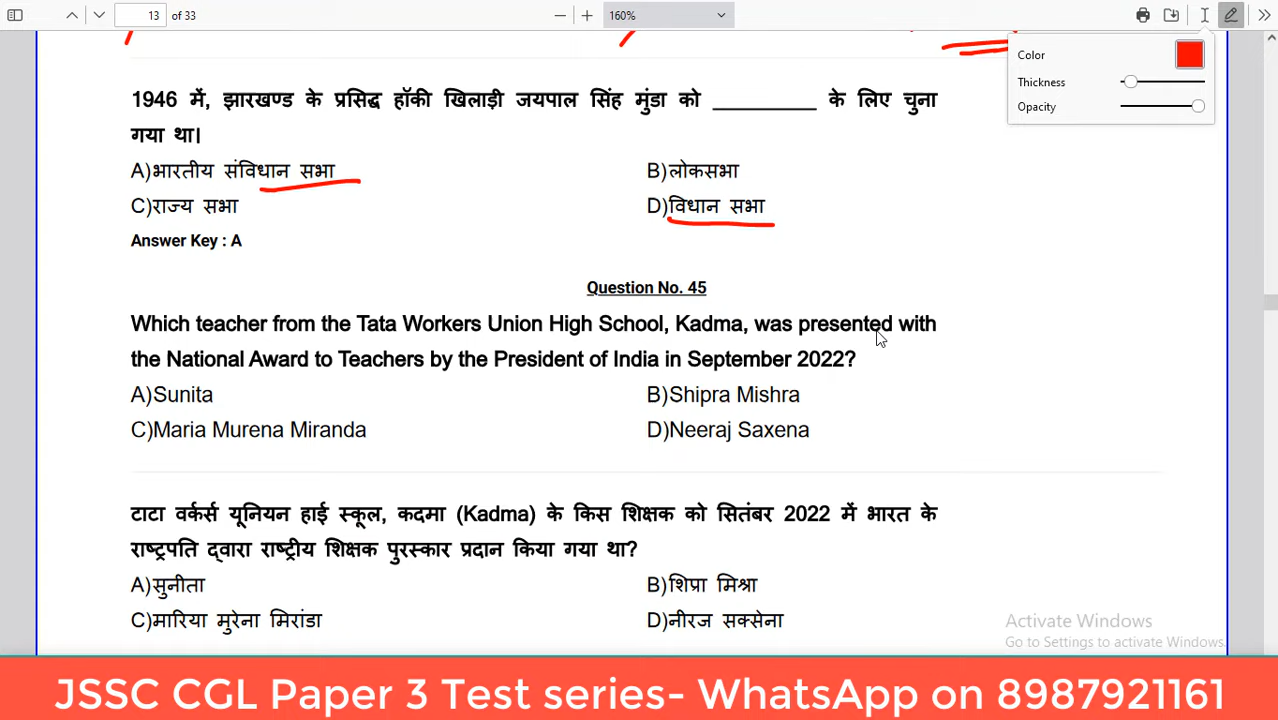 13 of 33
160%
Color
Thickness
Opacity
1946 में, झारखण्ड के प्रसिद्ध हॉकी खिलाड़ी जयपाल सिंह मुंडा को __________ के लिए चुना
गया था।
A)भारतीय संविधान सभा B)लोकसभा
C)राज्य सभा D)विधान सभा
Answer Key : A
Question No. 45
Which teacher from the Tata Workers Union High School, Kadma, was presented with
the National Award to Teachers by the President of India in September 2022?
A)Sunita B)Shipra Mishra
C)Maria Murena Miranda D)Neeraj Saxena
टाटा वर्कर्स यूनियन हाई स्कूल, कदमा (Kadma) के किस शिक्षक को सितंबर 2022 में भारत के
राष्ट्रपति द्वारा राष्ट्रीय शिक्षक पुरस्कार प्रदान किया गया था?
A)सुनीता B)शिप्रा मिश्रा
C)मारिया मुरेना मिरांडा D)नीरज सक्सेना
Activate Windows
Go to Settings to activate Windows.
JSSC CGL Paper 3 Test series- WhatsApp on 8987921161